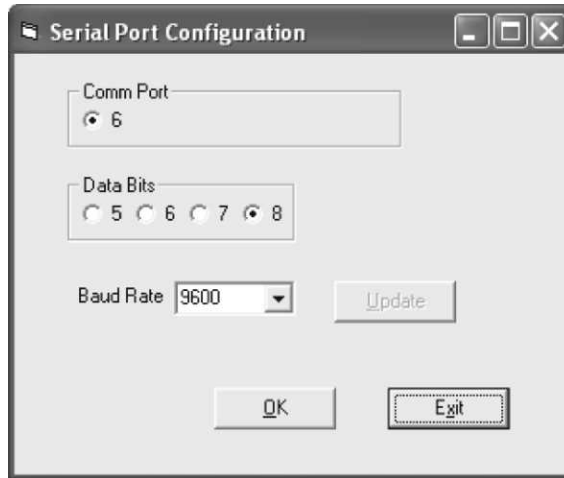 Serial Port Configuration
Comm Port
6
Data Bits
5 6 7 8
Baud Rate 9600 Update
OK Exit